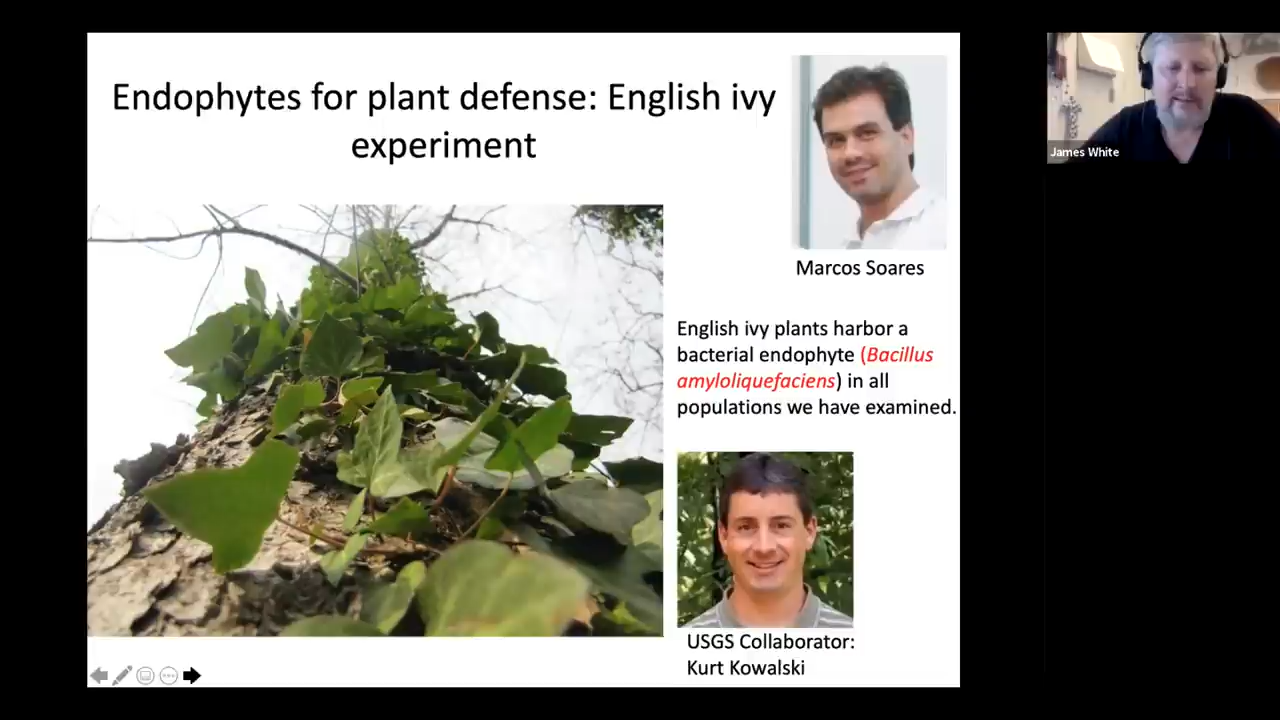 Endophytes for plant defense: English ivy
experiment
James White
Marcos Soares
English ivy plants harbor a
bacterial endophyte (Bacillus
amyloliquefaciens) in all
populations we have examined.
USGS Collaborator:
Kurt Kowalski